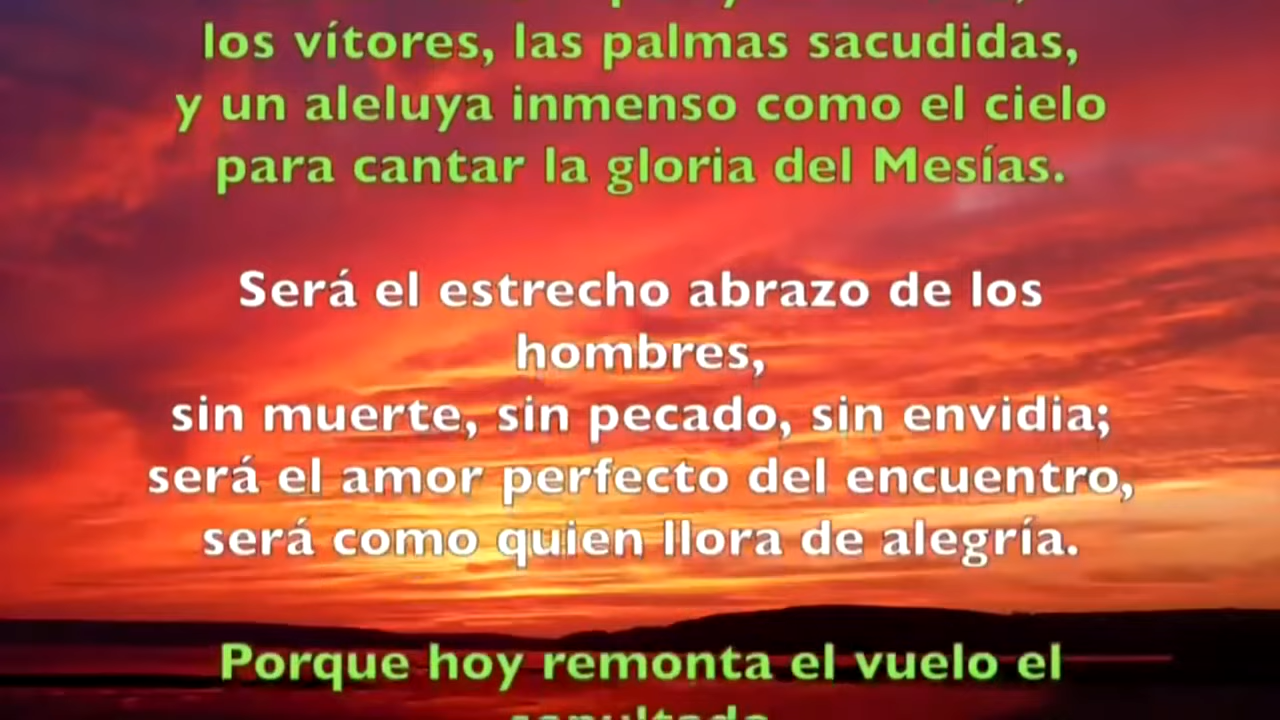 los vítores, las palmas sacudidas,
y un aleluya inmenso como el cielo
para cantar la gloria del Mesías.
Será el estrecho abrazo de los
hombres,
sin muerte, sin pecado, sin envidia;
será el amor perfecto del encuentro,
será como quien llora de alegría.
Porque hoy remonta el vuelo el